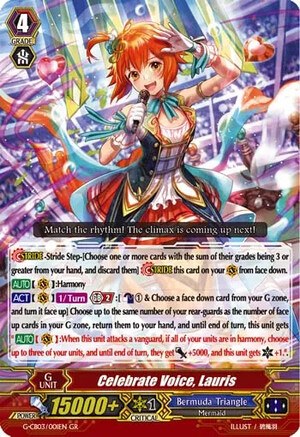 4
GRADE
Match the rhythm! The climax is coming up next!
STRIDE -Stride Step-[Choose one or more cards with the sum of their grades being 3 or
greater from your hand, and discard them] STRIDE this card on your from face down.
AUTO :Harmony
ACT 1/Turn :[ 2 & Choose a face down card from your G zone,
and turn it face up] Choose up to the same number of your rear-guards as the number of face
up cards in your G zone, return them to your hand, and until end of turn, this unit gets
AUTO :[When this unit attacks a vanguard, if all of your units are in harmony, choose
up to three of your units, and until end of turn, they get +5000, and this unit gets +1.".
G
UNIT
Celebrate Voice, Lauris
POWER
15000+
1
CRITICAL
Bermuda Triangle
Mermaid
G-CB03/001EN GR
ILLUST /